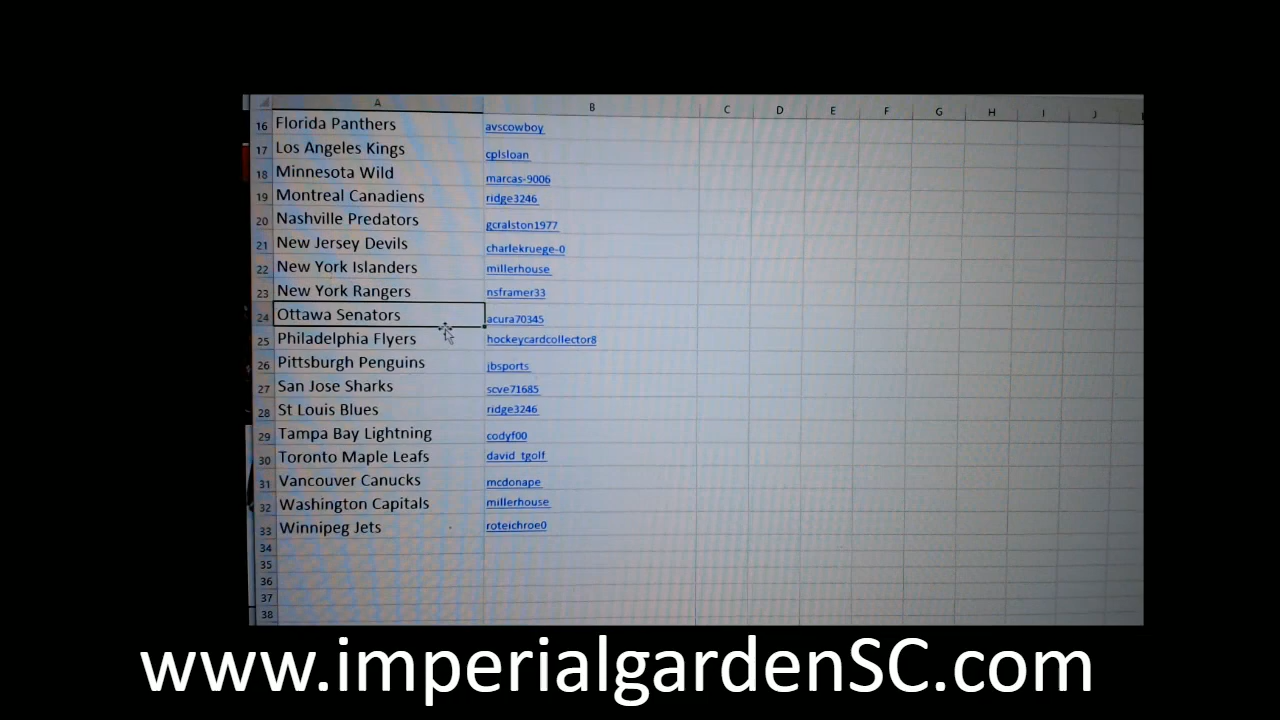 A B C D E F G H I J
16 Florida Panthers avscowboy
17 Los Angeles Kings cplsloan
18 Minnesota Wild marcas-9006
19 Montreal Canadiens ridge3246
20 Nashville Predators gcralston1977
21 New Jersey Devils charlekruege-0
22 New York Islanders millerhouse
23 New York Rangers nsframer33
24 Ottawa Senators acura70345
25 Philadelphia Flyers hockeycardcollector8
26 Pittsburgh Penguins jbsports
27 San Jose Sharks scve71685
28 St Louis Blues ridge3246
29 Tampa Bay Lightning codyf00
30 Toronto Maple Leafs david_tgolf
31 Vancouver Canucks mcdonape
32 Washington Capitals millerhouse
33 Winnipeg Jets roteichroe0
34
35
36
37
38
www.imperialgardenSC.com